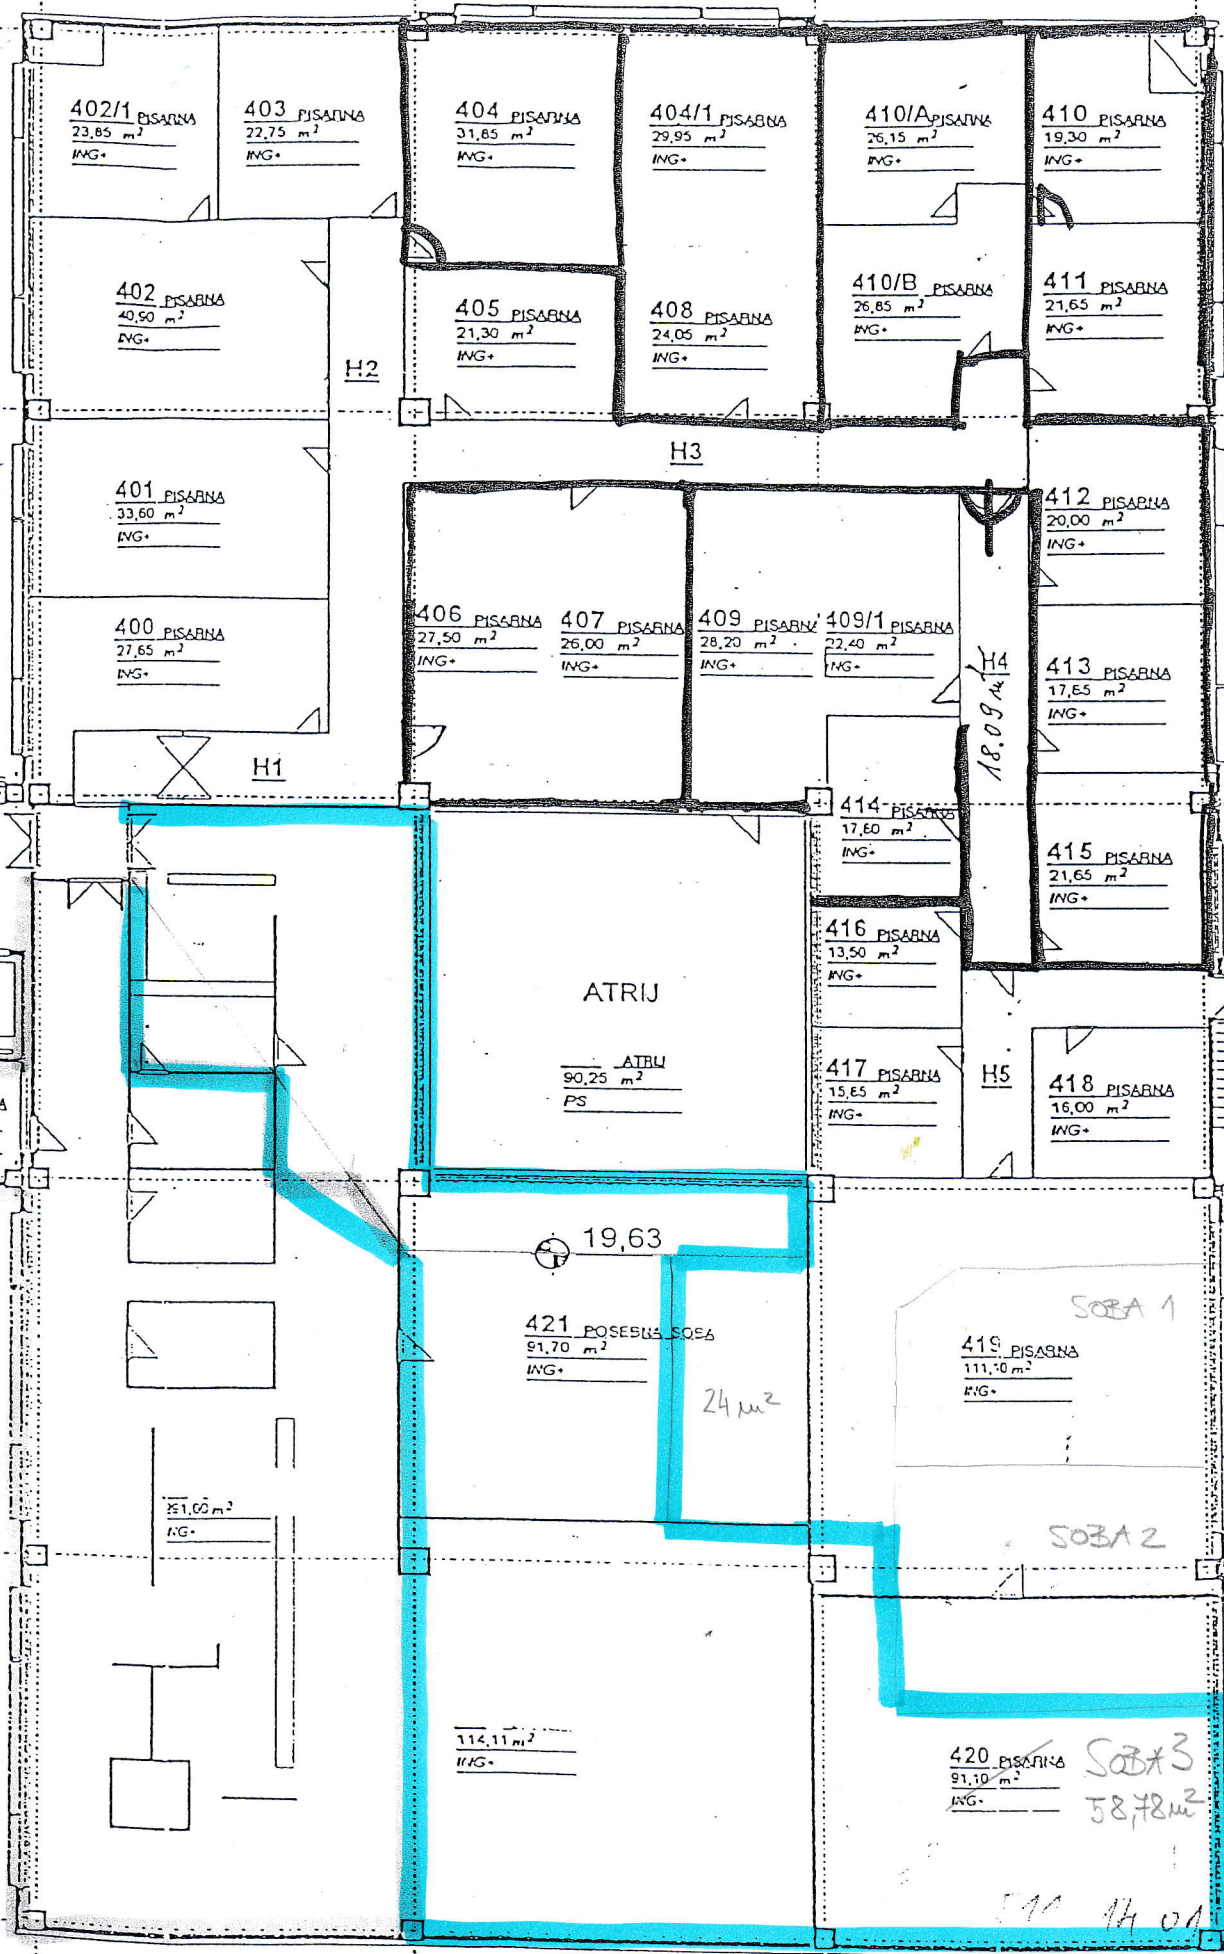 402/1 PISARNA
23,85 m²
ING+
403 PISARNA
22,75 m²
ING+
404 PISARNA
31,85 m²
ING+
404/1 PISARNA
29,95 m²
ING+
410/A PISARNA
26,15 m²
ING+
410 PISARNA
19,30 m²
ING+
402 PISARNA
40,90 m²
ING+
405 PISARNA
21,30 m²
ING+
408 PISARNA
24,05 m²
ING+
410/B PISARNA
26,85 m²
ING+
411 PISARNA
21,65 m²
ING+
H2
H3
401 PISARNA
33,60 m²
ING+
412 PISARNA
20,00 m²
ING+
400 PISARNA
27,65 m²
ING+
406 PISARNA
27,50 m²
ING+
407 PISARNA
26,00 m²
ING+
409 PISARNA
28,20 m²
ING+
409/1 PISARNA
22,40 m²
ING+
H4
18.09 m²
413 PISARNA
17,65 m²
ING+
H1
414 PISARNA
17,60 m²
ING+
415 PISARNA
21,65 m²
ING+
416 PISARNA
13,50 m²
ING+
ATRIJ
ATRIJ
90,25 m²
PS
417 PISARNA
15,65 m²
ING+
H5
418 PISARNA
16,00 m²
ING+
19,63
421 POSEBNA SOBA
91,70 m²
ING+
24 m²
SOBA 1
419 PISARNA
111,10 m²
ING+
SOBA 2
ING+
114,11 m²
ING+
420 PISARNA
91,10 m²
ING+
SOBA 3
58,78 m²
14 01